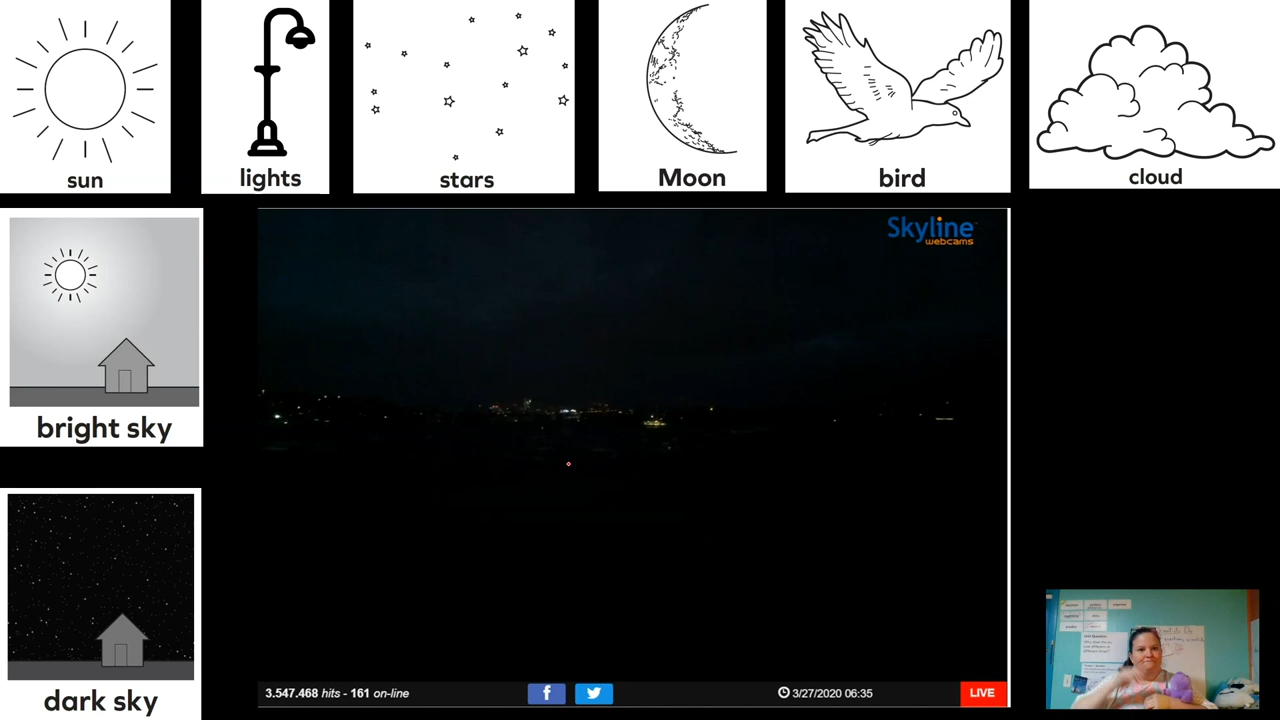 sun
lights
stars
Moon
bird
cloud
bright sky
dark sky
Skyline
webcams
3.547.468 hits - 161 on-line
3/27/2020 06:35
LIVE